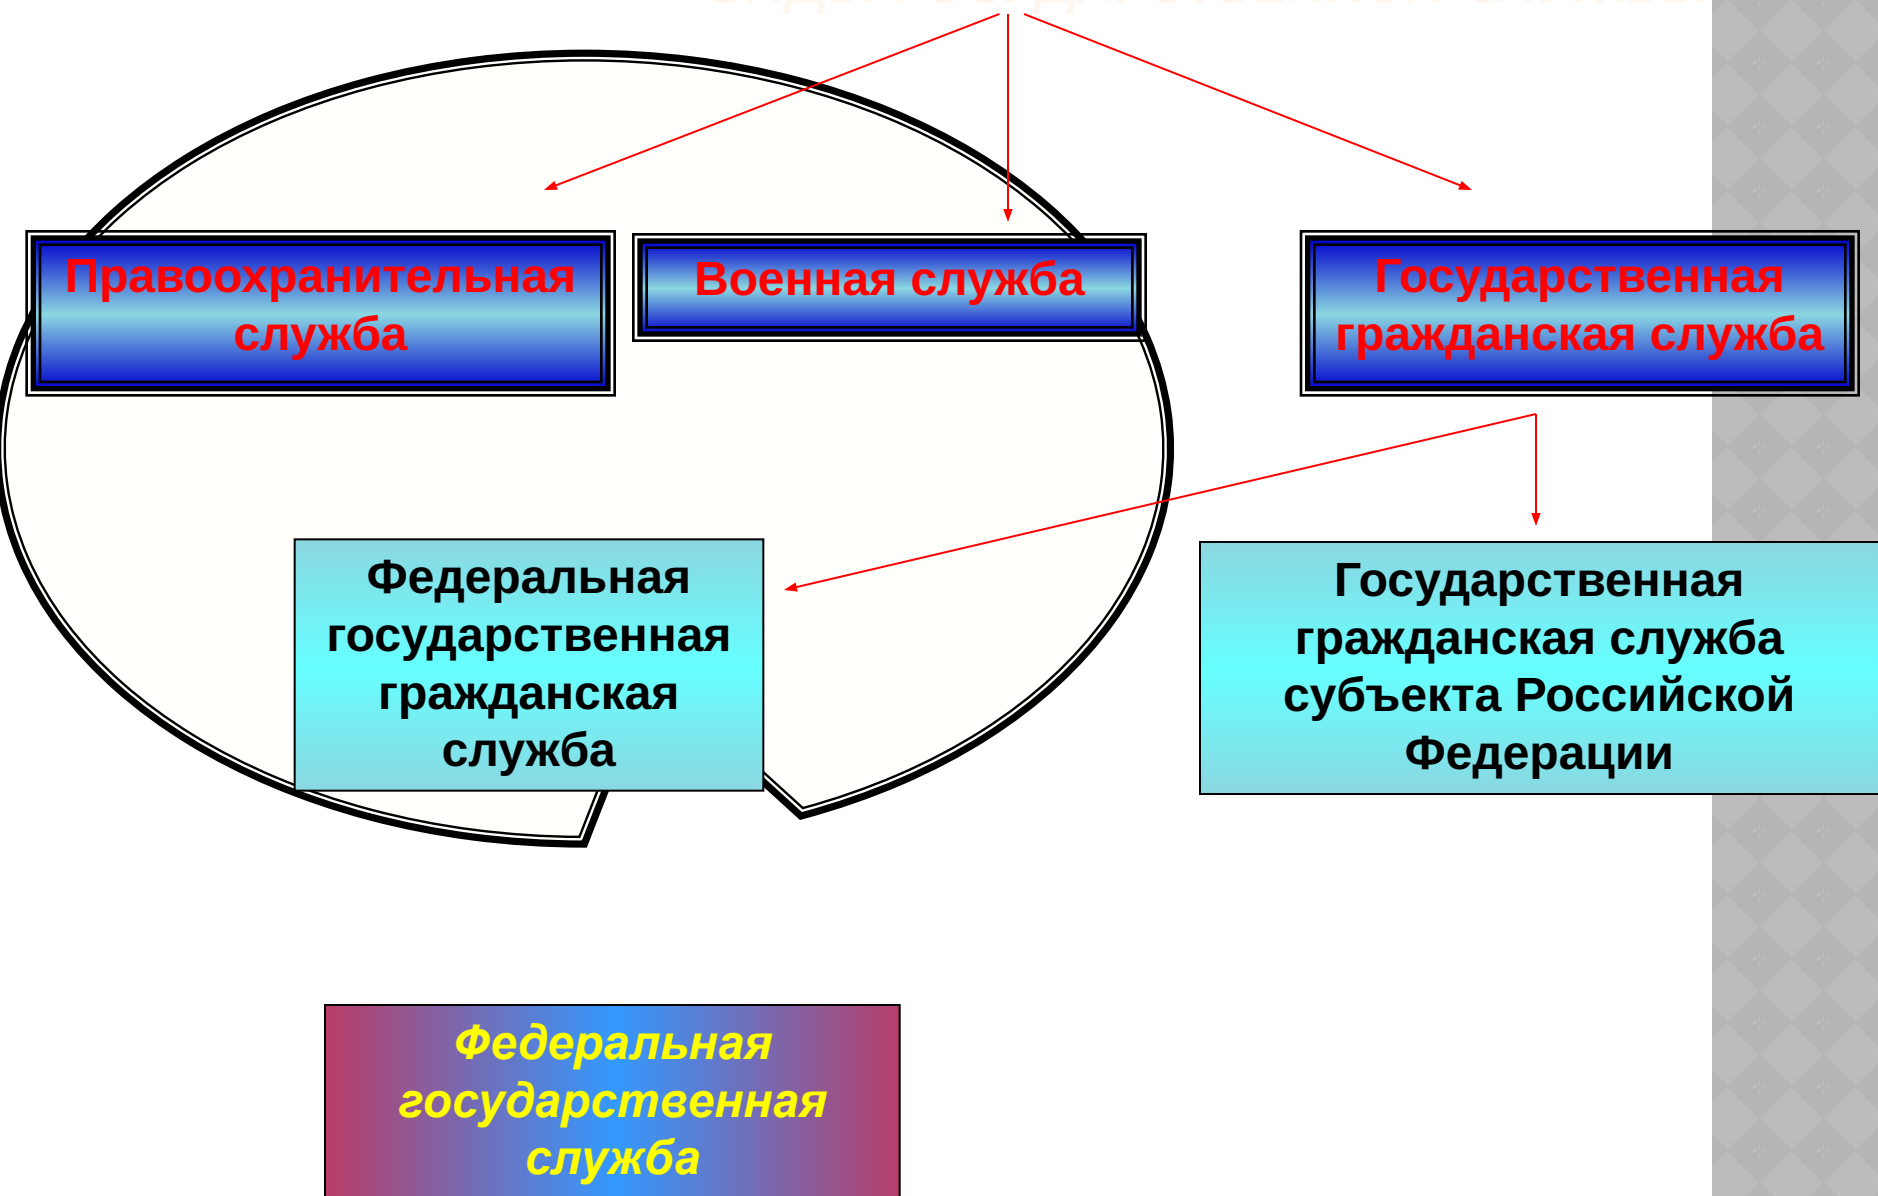 Правоохранительная
служба
Военная служба
Государственная
гражданская служба
Федеральная
государственная
гражданская
служба
Государственная
гражданская служба
субъекта Российской
Федерации
Федеральная
государственная
служба